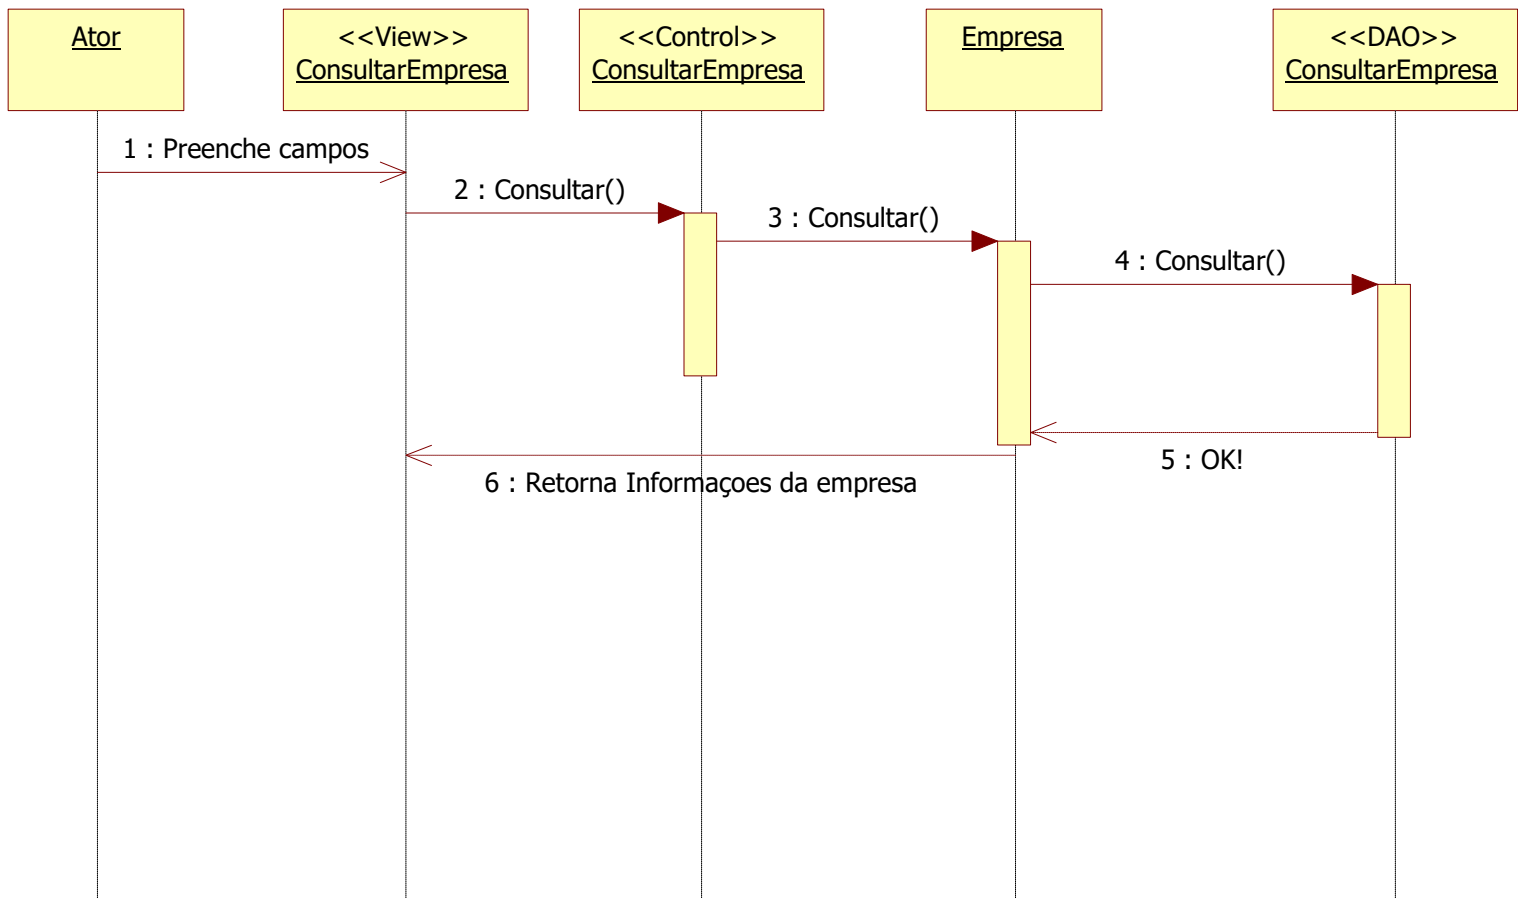 Ator
<<View>>
ConsultarEmpresa
<<Control>>
ConsultarEmpresa
Empresa
<<DAO>>
ConsultarEmpresa
1 : Preenche campos
2 : Consultar()
3 : Consultar()
4 : Consultar()
5 : OK!
6 : Retorna Informaçoes da empresa